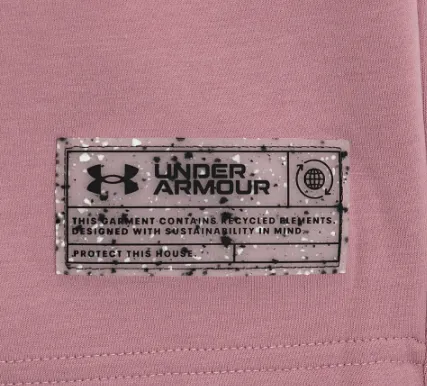 UNDER
ARMOUR
THIS GARMENT CONTAINS RECYCLED ELEMENTS.
DESIGNED WITH SUSTAINABILITY IN MIND.
PROTECT THIS HOUSE.